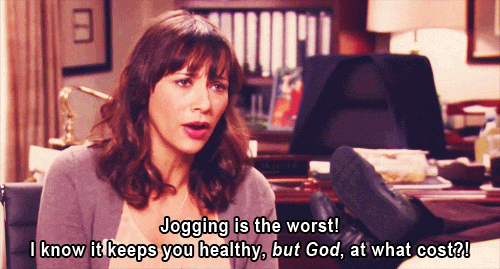 Jogging is the worst!
I know it keeps you healthy, but God, at what cost?!